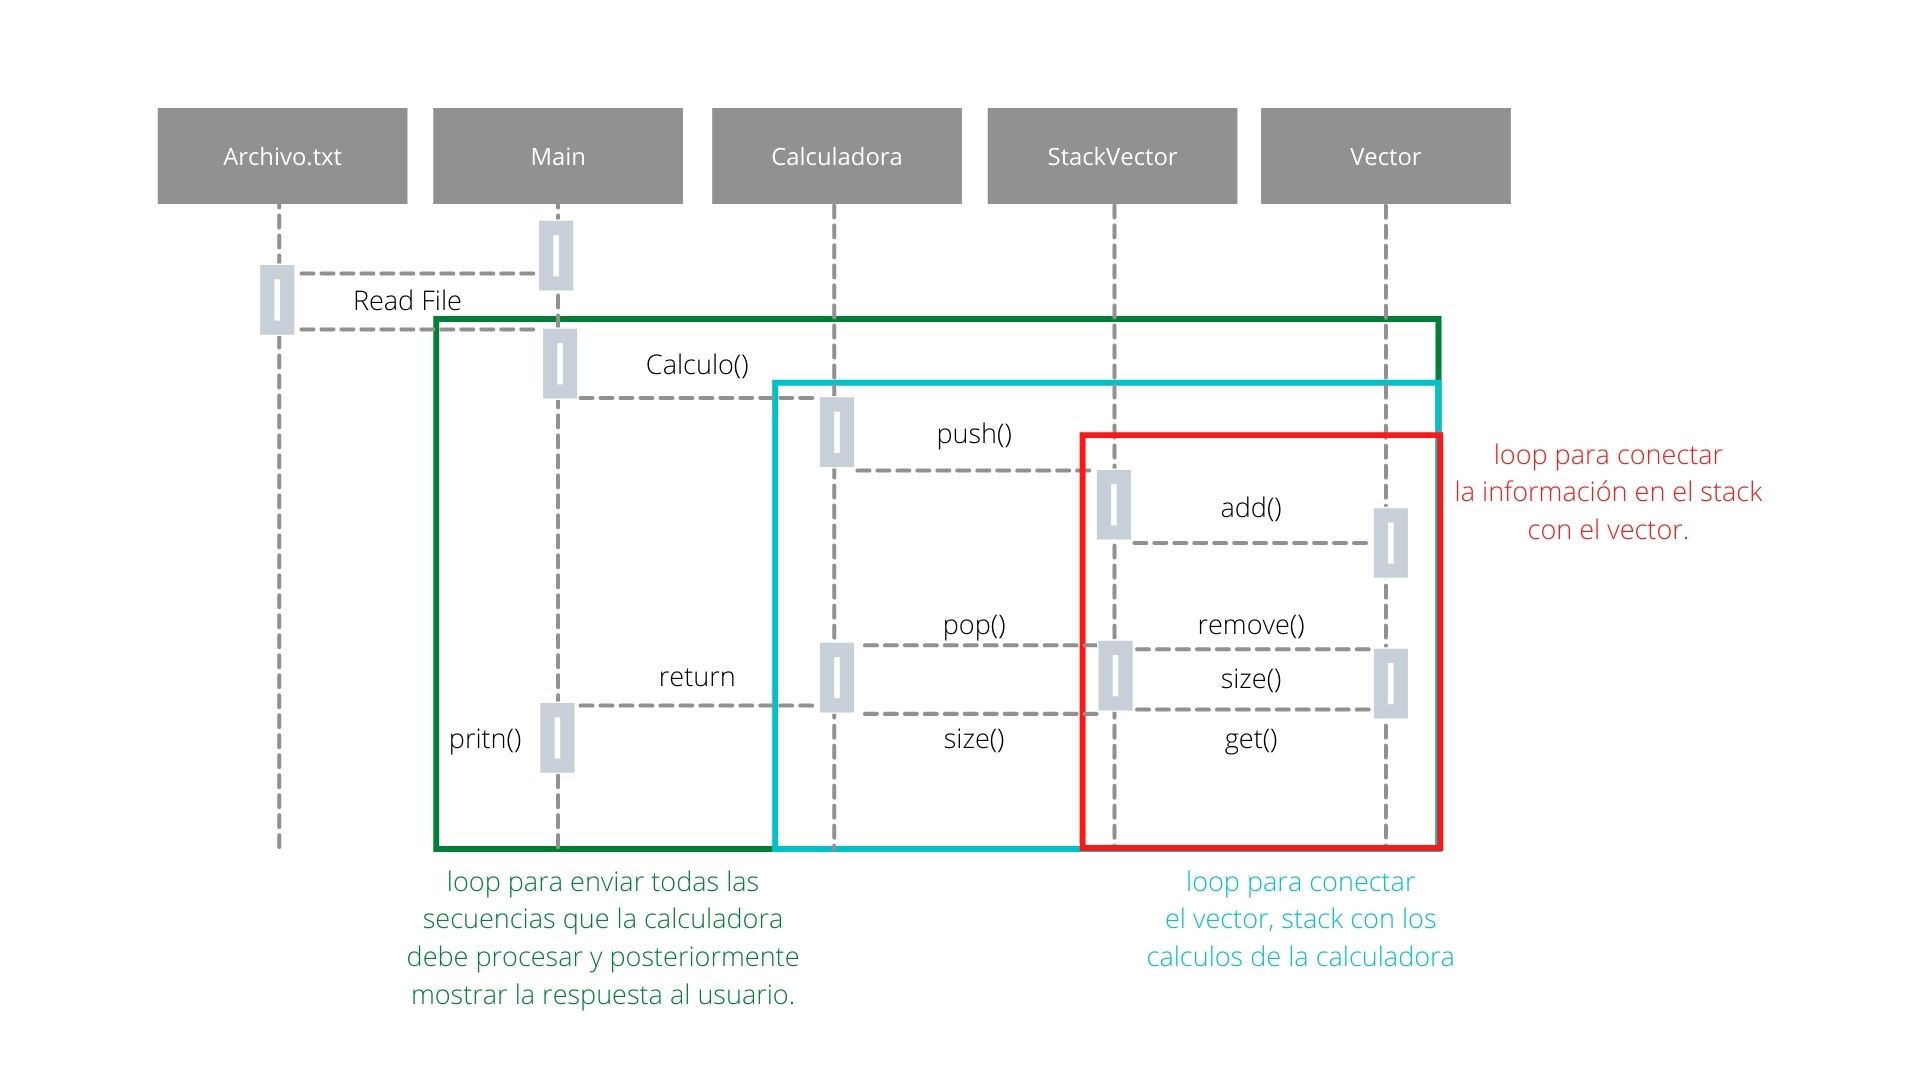 Archivo.txt
Main
Calculadora
StackVector
Vector
Read File
Calculo()
push()
add()
pop()
remove()
return
size()
pritn()
size()
get()
loop para conectar
la información en el stack
con el vector.
loop para enviar todas las
secuencias que la calculadora
debe procesar y posteriormente
mostrar la respuesta al usuario.
loop para conectar
el vector, stack con los
calculos de la calculadora